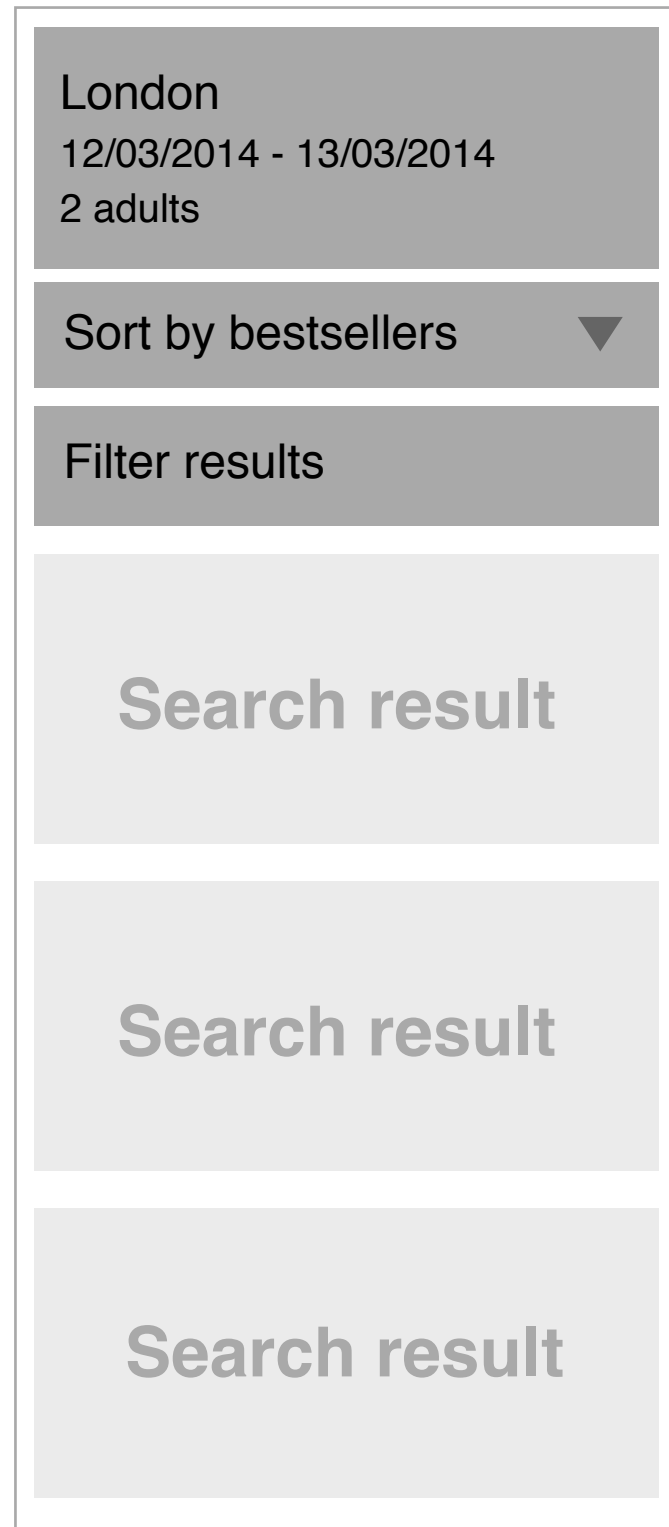 London
12/03/2014 - 13/03/2014
2 adults
Sort by bestsellers
Filter results
Search result
Search result
Search result